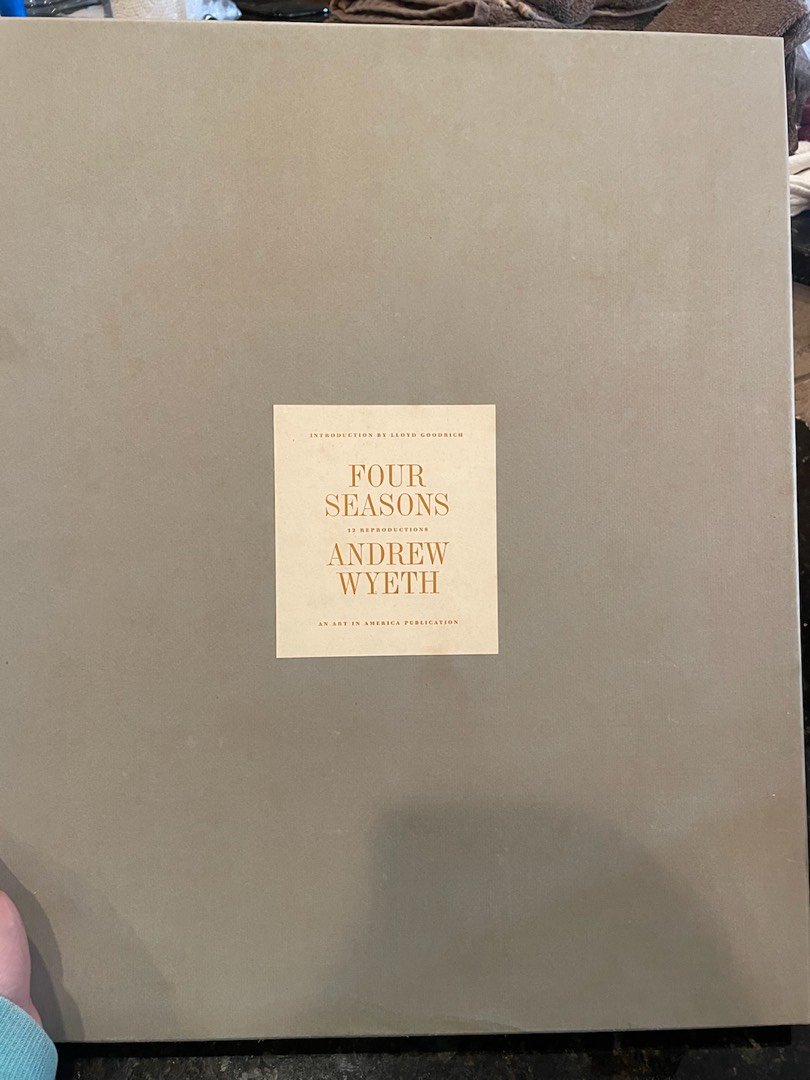 INTRODUCTION BY LLOYD GOODRICH
FOUR
SEASONS
12 REPRODUCTIONS
ANDREW
WYETH
AN ART IN AMERICA PUBLICATION